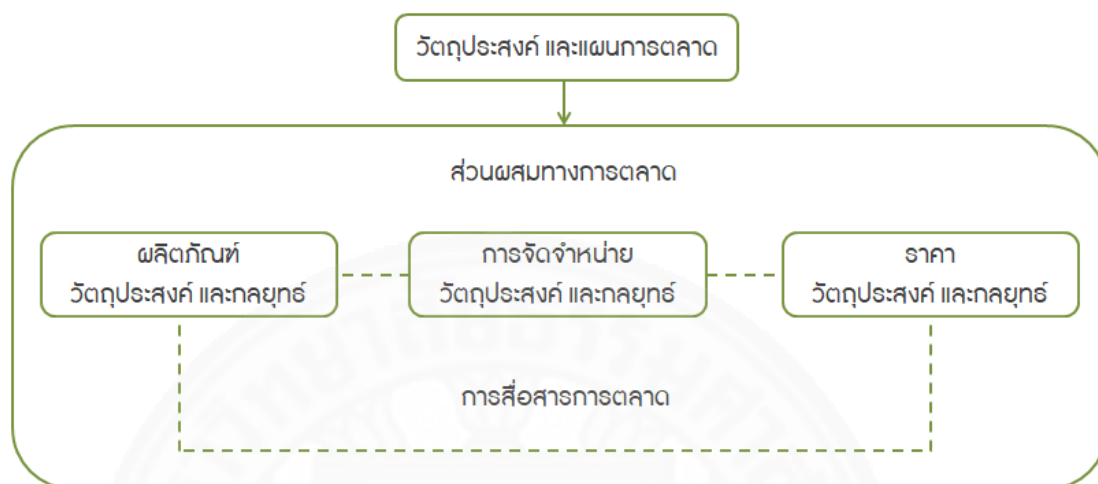 วัตถุประสงค์ และแผนการตลาด
ส่วนผสมทางการตลาด
ผลิตภัณฑ์
วัตถุประสงค์ และกลยุทธ์
การจัดจำหน่าย
วัตถุประสงค์ และกลยุทธ์
ราคา
วัตถุประสงค์ และกลยุทธ์
การสื่อสารการตลาด